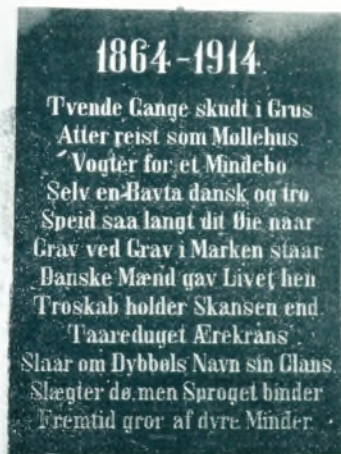 1864-1914
Tvende Gange skudt i Grus
Atter reist som Møllehus
Vogter for et Mindebo
Selv en Bavta dansk og tro
Speid saa langt dit Øie naar
Grav ved Grav i Marken staar
Danske Mænd gav Livet hen
Troskab holder Skansen end
Taareduget Ærekrans
Slaar om Dybbøls Navn sin Glans.
Slægter dø, men Sproget binder
Fremtid gror af dyre Minder.